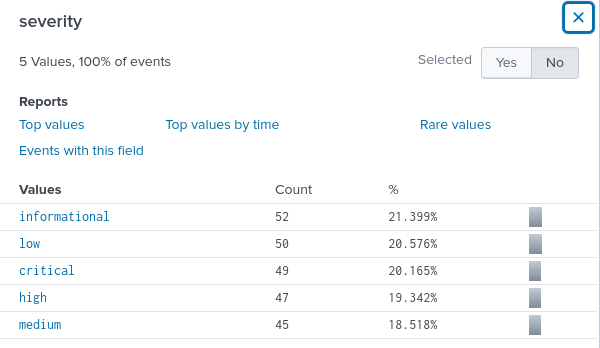 severity
5 Values, 100% of events
Selected Yes No
Reports
Top values Top values by time Rare values
Events with this field
Values Count %
informational 52 21.399%
low 50 20.576%
critical 49 20.165%
high 47 19.342%
medium 45 18.518%